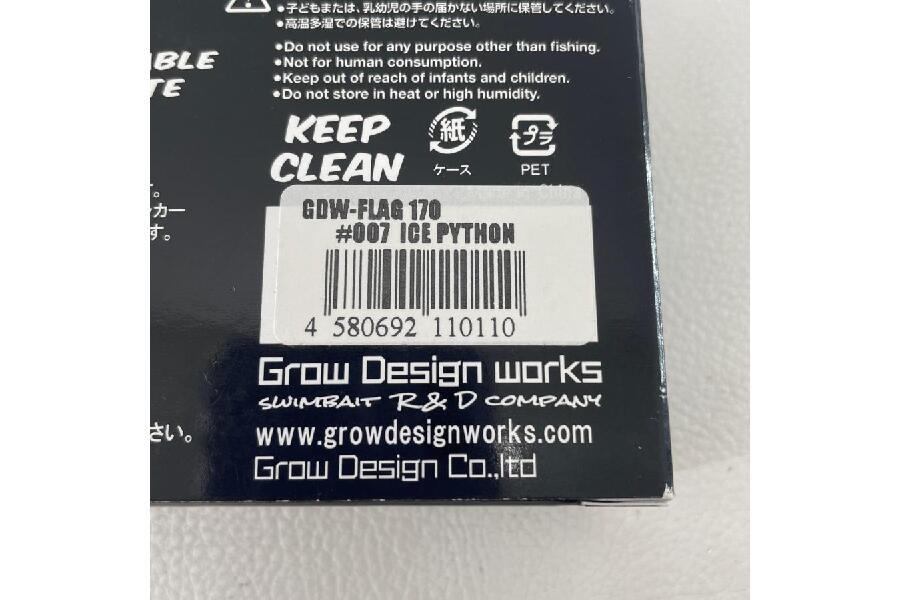 •子どもまたは、乳幼児の手の届かない場所に保管してください。
•高温多湿での保管は避けてください。
•Do not use for any purpose other than fishing.
•Not for human consumption.
•Keep out of reach of infants and children.
•Do not store in heat or high humidity.
KEEP
CLEAN
紙
ケース
プラ
PET
GDW-FLAG 170
#007 ICE PYTHON
4 580692 110110
Grow Design works
SWIMBAIT R&D COMPANY
www.growdesignworks.com
Grow Design Co.,ltd
カー
す。
さい。